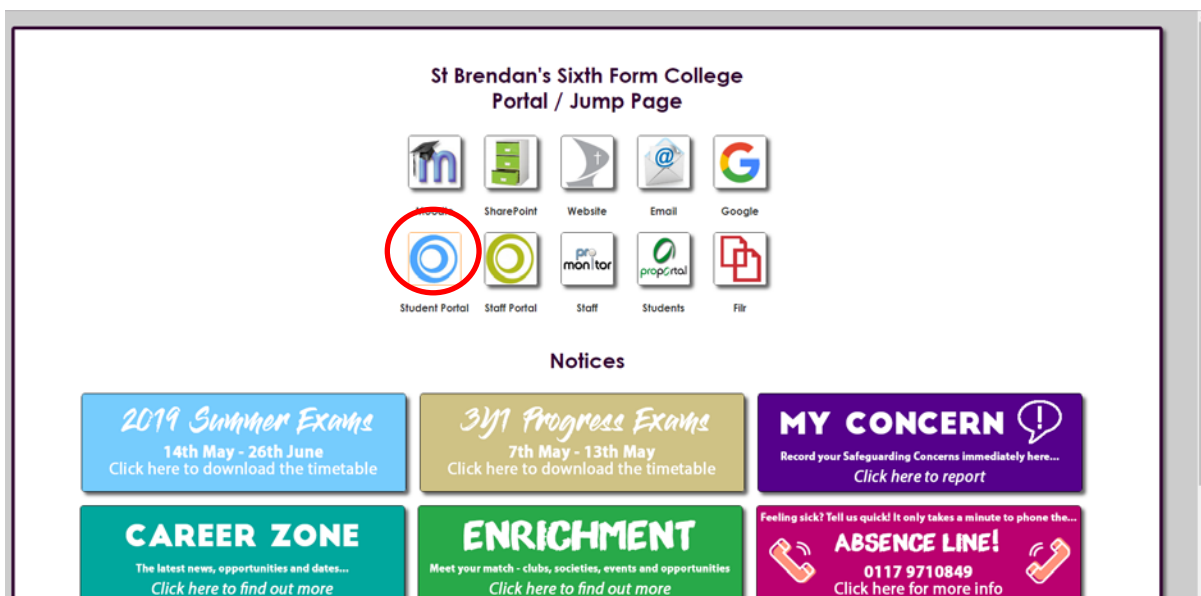 St Brendan's Sixth Form College
Portal / Jump Page
m
@
G
Moodle
SharePoint
Website
Email
Google
pro
monitor
proportal
Student Portal
Staff Portal
Staff
Students
Filr
Notices
2019 Summer Exams
14th May - 26th June
Click here to download the timetable
3Y1 Progress Exams
7th May - 13th May
Click here to download the timetable
MY CONCERN
Record your Safeguarding Concerns immediately here...
Click here to report
CAREER ZONE
The latest news, opportunities and dates...
Click here to find out more
ENRICHMENT
Meet your match - clubs, societies, events and opportunities
Click here to find out more
Feeling sick? Tell us quick! It only takes a minute to phone the...
ABSENCE LINE!
0117 9710849
Click here for more info